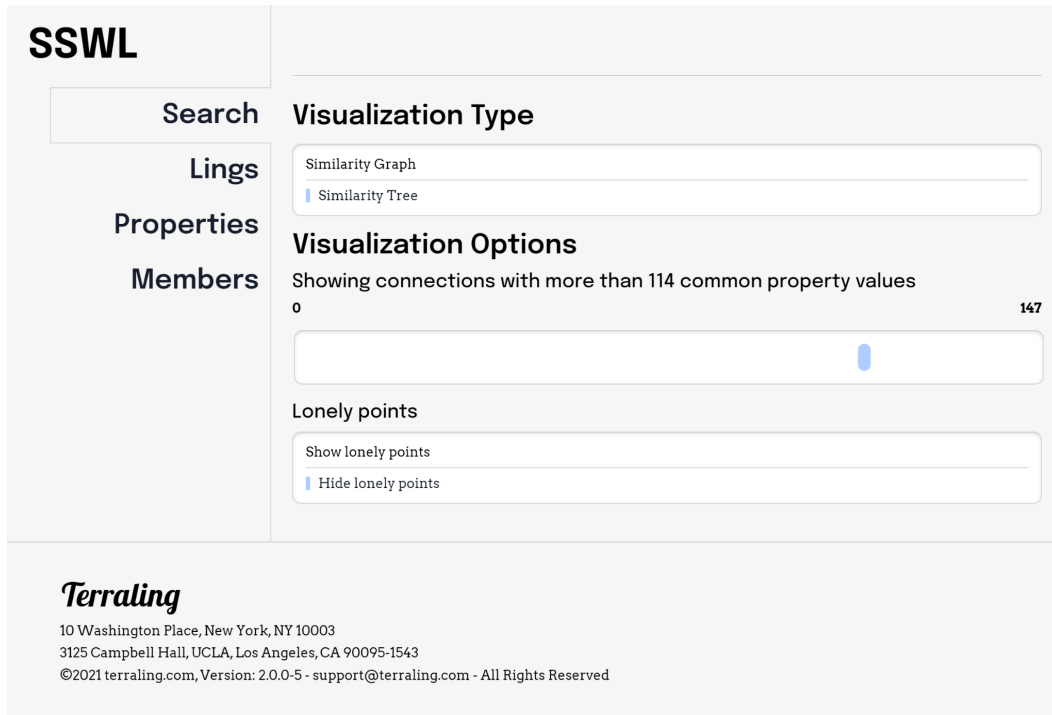 SSWL
Search
Lings
Properties
Members
Visualization Type
Similarity Graph
Similarity Tree
Visualization Options
Showing connections with more than 114 common property values
0
147
Lonely points
Show lonely points
Hide lonely points
Terraling
10 Washington Place, New York, NY 10003
3125 Campbell Hall, UCLA, Los Angeles, CA 90095-1543
©2021 terraling.com, Version: 2.0.0-5 - support@terraling.com - All Rights Reserved